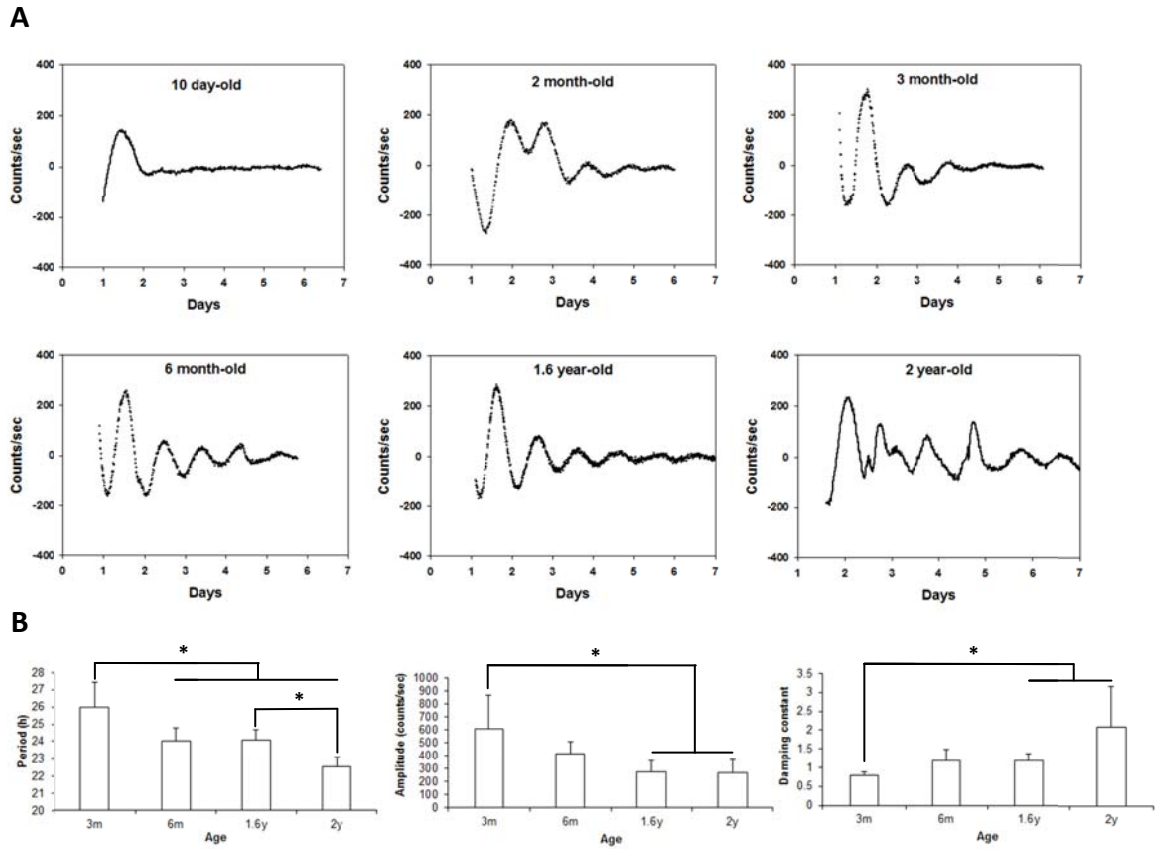 A
10 day-old
2 month-old
3 month-old
400
200
0
-200
-400
Counts/sec
0 1 2 3 4 5 6 7
Days
400
200
0
-200
-400
Counts/sec
0 1 2 3 4 5 6 7
Days
400
200
0
-200
-400
Counts/sec
0 1 2 3 4 5 6 7
Days
6 month-old
1.6 year-old
2 year-old
400
200
0
-200
-400
Counts/sec
0 1 2 3 4 5 6 7
Days
400
200
0
-200
-400
Counts/sec
0 1 2 3 4 5 6 7
Days
400
200
0
-200
-400
Counts/sec
1 2 3 4 5 6 7
Days
B
*
*
28
27
26
25
24
23
22
21
20
Period (h)
3m 6m 1.6y 2y
Age
*
1000
900
800
700
600
500
400
300
200
100
0
Amplitude (counts/sec)
3m 6m 1.6y 2y
Age
*
3.5
3
2.5
2
1.5
1
0.5
0
Damping constant
3m 6m 1.6y 2y
Age